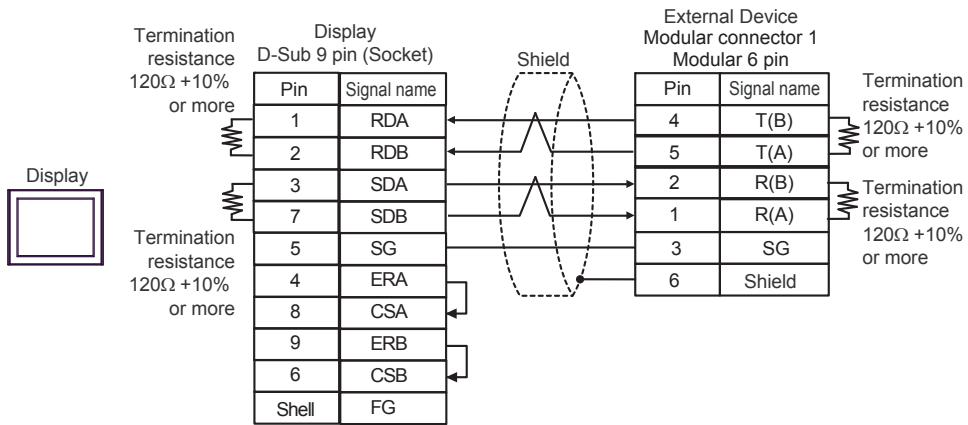 Termination
resistance
120Ω +10%
or more
Display
D-Sub 9 pin (Socket)
Shield
External Device
Modular connector 1
Modular 6 pin
Termination
resistance
120Ω +10%
or more
Pin Signal name
1 RDA
2 RDB
3 SDA
7 SDB
5 SG
4 ERA
8 CSA
9 ERB
6 CSB
Shell FG
Pin Signal name
4 T(B)
5 T(A)
2 R(B)
1 R(A)
3 SG
6 Shield
Display
Termination
resistance
120Ω +10%
or more
Termination
resistance
120Ω +10%
or more